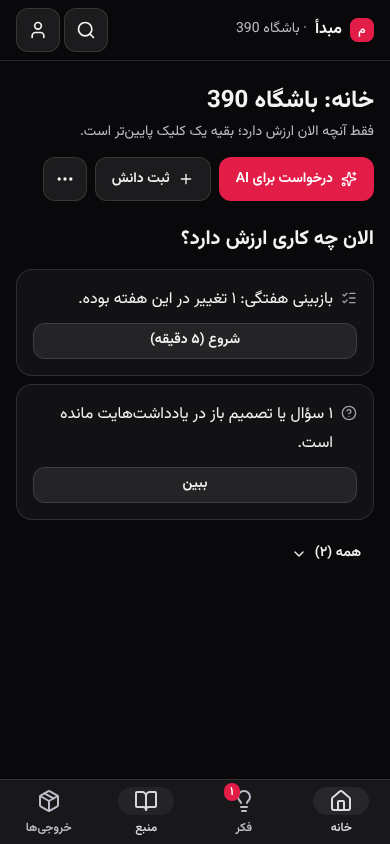 م مبدأ · باشگاه 390
خانه: باشگاه 390
فقط آنچه الان ارزش دارد؛ بقیه یک کلیک پایین‌تر است.
درخواست برای AI
ثبت دانش
الان چه کاری ارزش دارد؟
بازبینی هفتگی: ۱ تغییر در این هفته بوده.
شروع (۵ دقیقه)
۱ سؤال یا تصمیم باز در یادداشت‌هایت مانده
است.
ببین
همه (۲)
۱
خانه
فکر
منبع
خروجی‌ها